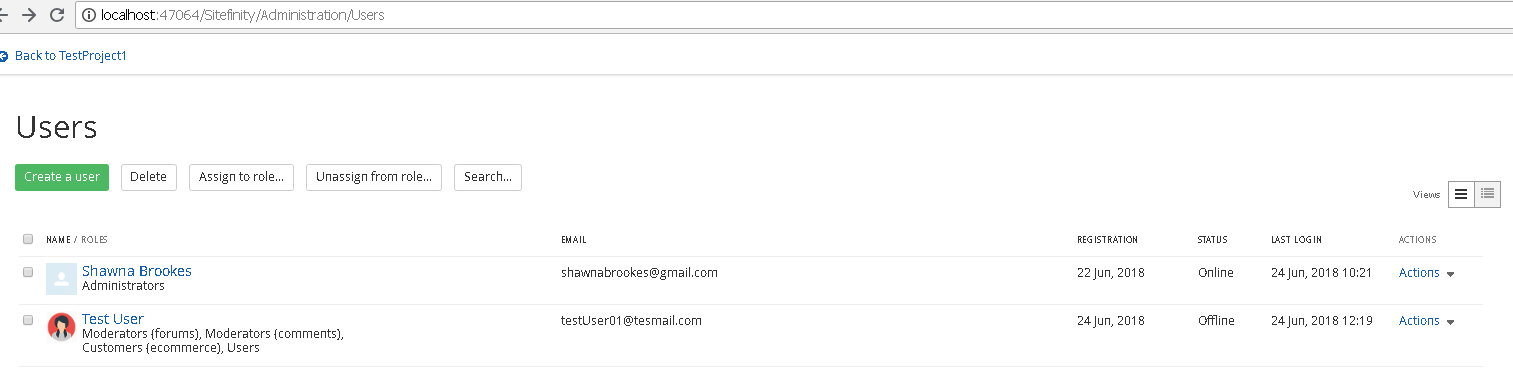 localhost:47064/Sitefinity/Administration/Users
Back to TestProject1
Users
Create a user Delete Assign to role... Unassign from role... Search...
Views
NAME / ROLES EMAIL REGISTRATION STATUS LAST LOGIN ACTIONS
Shawna Brookes shawnabrookes@gmail.com 22 Jun, 2018 Online 24 Jun, 2018 10:21 Actions
Administrators
Test User testUser01@tesmail.com 24 Jun, 2018 Offline 24 Jun, 2018 12:19 Actions
Moderators {forums}, Moderators {comments},
Customers {ecommerce}, Users